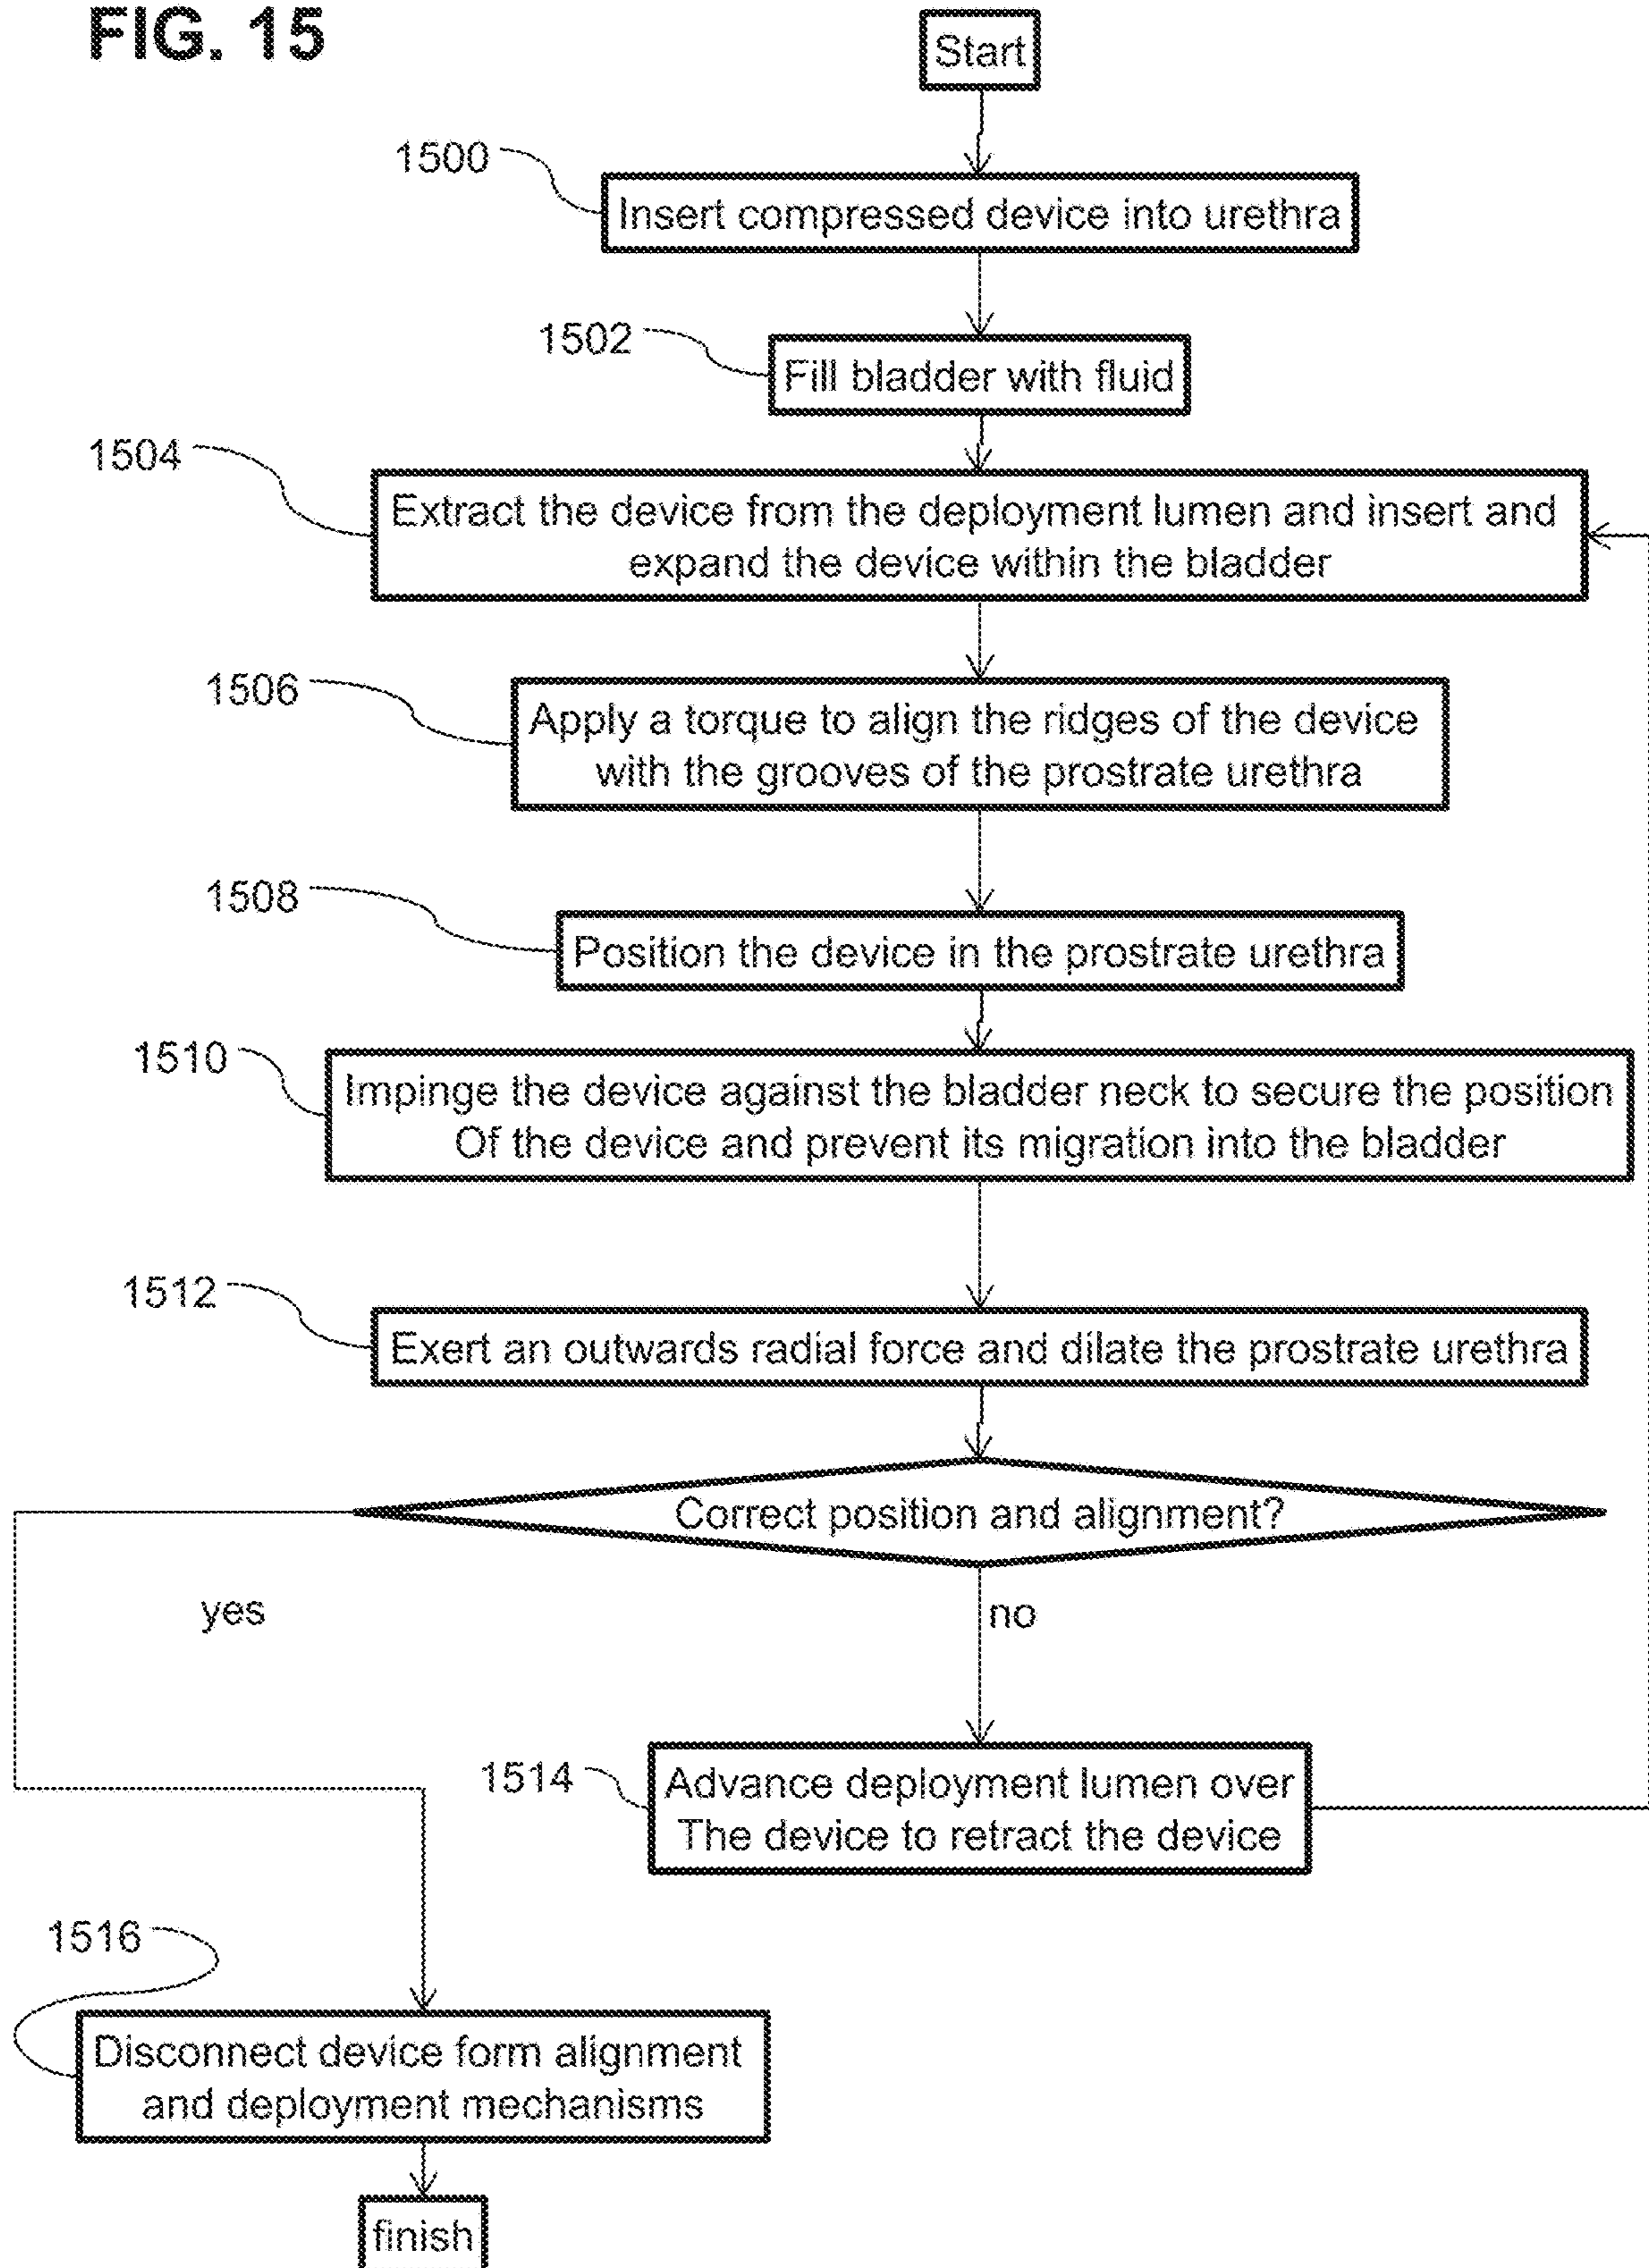 FIG. 15
Start
1500
Insert compressed device into urethra
1502
Fill bladder with fluid
1504
Extract the device from the deployment lumen and insert and
expand the device within the bladder
1506
Apply a torque to align the ridges of the device
with the grooves of the prostrate urethra
1508
Position the device in the prostrate urethra
1510
Impinge the device against the bladder neck to secure the position
Of the device and prevent its migration into the bladder
1512
Exert an outwards radial force and dilate the prostrate urethra
Correct position and alignment?
yes
no
1514
Advance deployment lumen over
The device to retract the device
1516
Disconnect device form alignment
and deployment mechanisms
finish